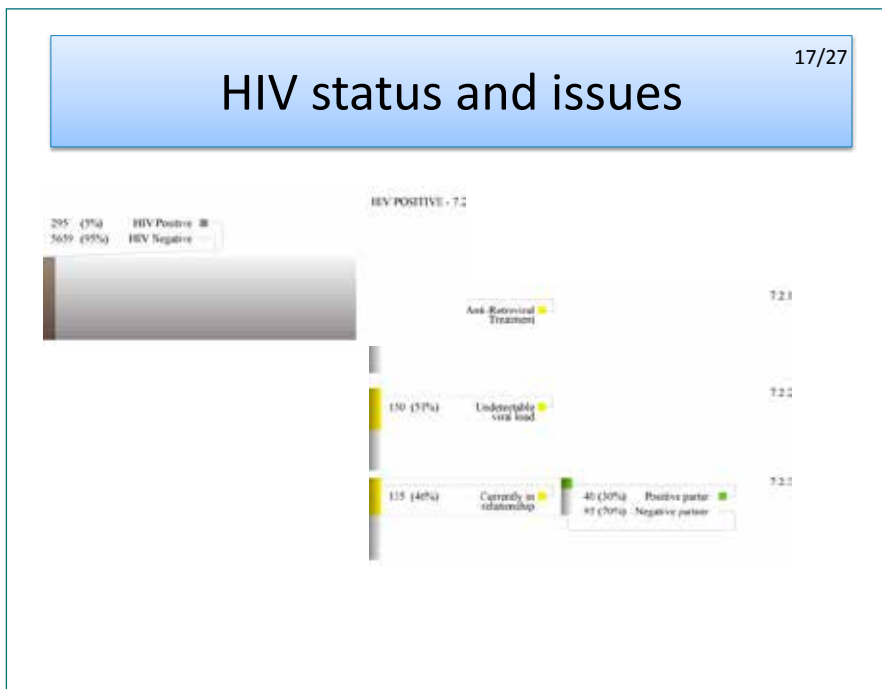 17/27
HIV status and issues
HIV POSITIVE - 7.2
295 (5%) HIV Positive
5659 (95%) HIV Negative
7.2.1
Anti-Retroviral
Treatment
7.2.2
150 (51%) Undetectable
viral load
7.2.3
135 (46%) Currently in
relationship
40 (30%) Positive parter
95 (70%) Negative partner